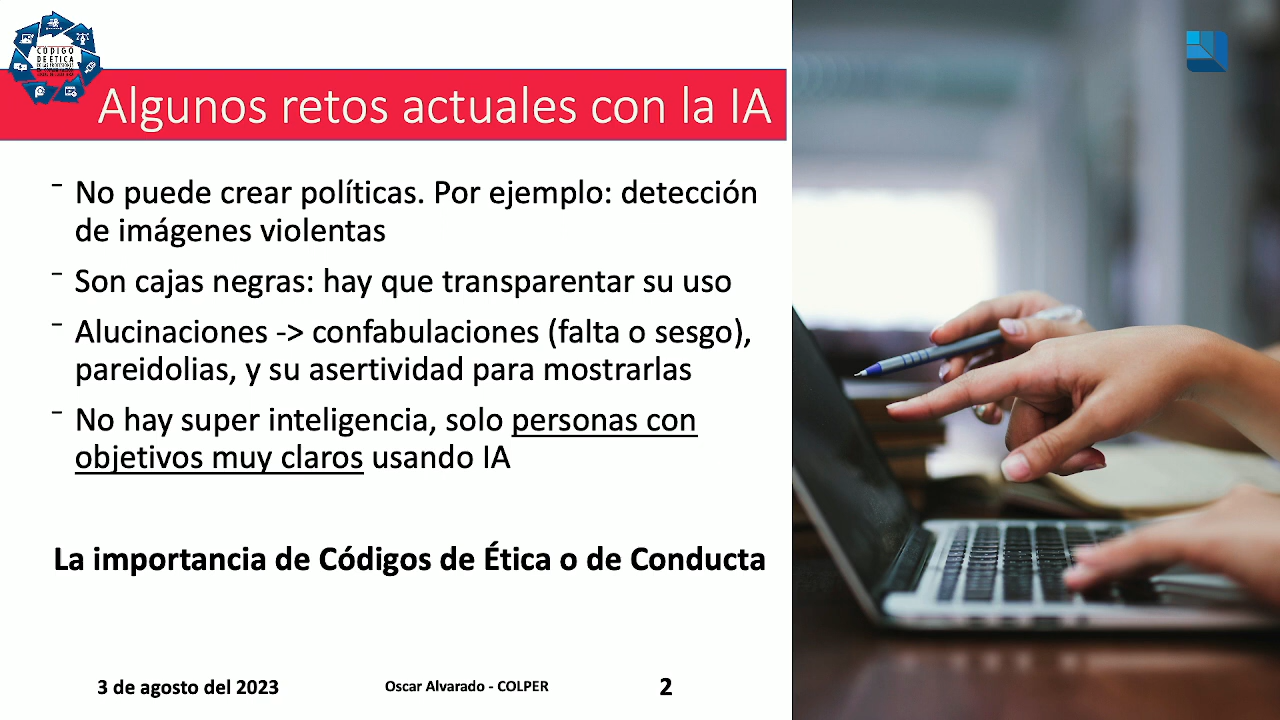 CÓDIGO
DE ÉTICA
Algunos retos actuales con la IA
⁻ No puede crear políticas. Por ejemplo: detección
de imágenes violentas
⁻ Son cajas negras: hay que transparentar su uso
⁻ Alucinaciones -> confabulaciones (falta o sesgo),
pareidolias, y su asertividad para mostrarlas
⁻ No hay super inteligencia, solo personas con
objetivos muy claros usando IA
La importancia de Códigos de Ética o de Conducta
3 de agosto del 2023
Oscar Alvarado - COLPER
2